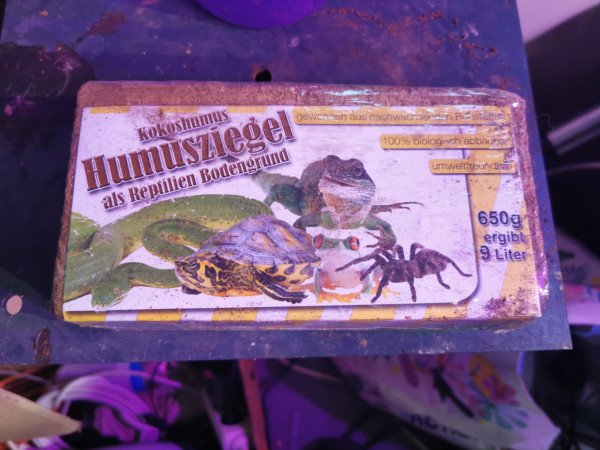 Kokoshumus
Humusziegel
als Reptilien Bodengrund
gewonnen aus nachwachsenden Rohstoffen
100% biologisch abbaubar
umweltfreundlich
650g
ergibt
9 Liter